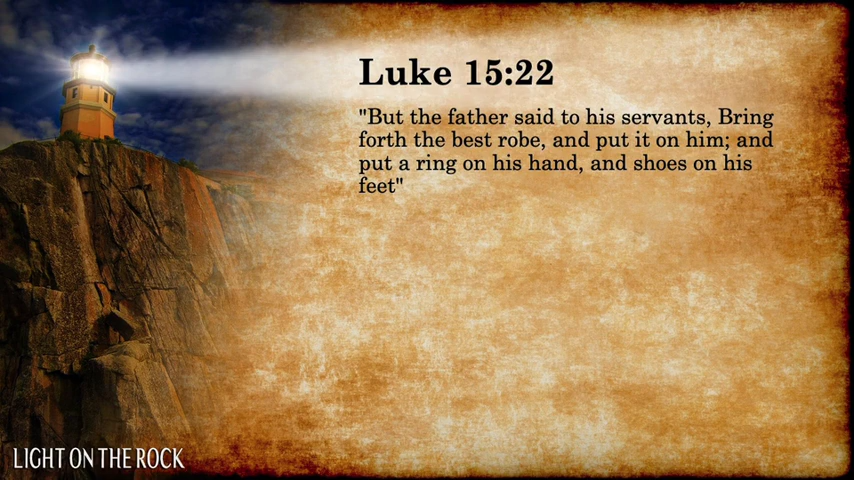 Luke 15:22
"But the father said to his servants, Bring
forth the best robe, and put it on him; and
put a ring on his hand, and shoes on his
feet"
LIGHT ON THE ROCK